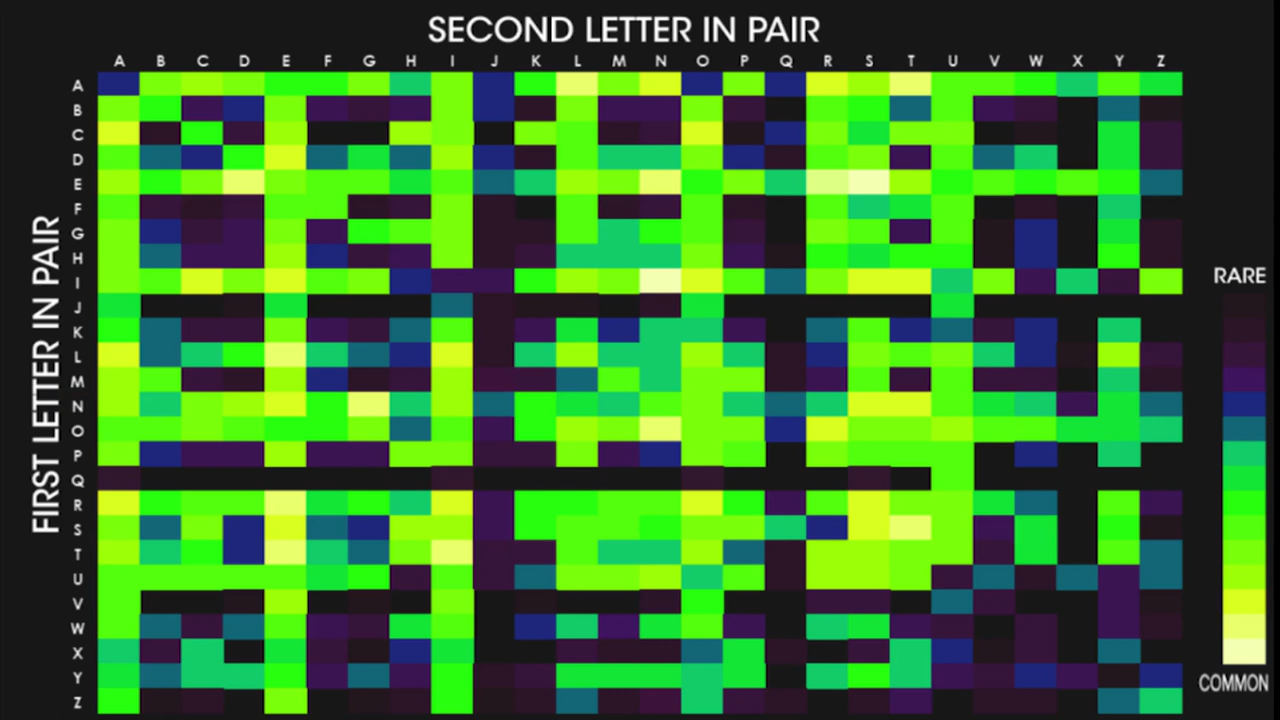 SECOND LETTER IN PAIR
A B C D E F G H I J K L M N O P Q R S T U V W X Y Z
A
B
C
D
E
F
G
H
I
J
K
L
M
N
O
P
Q
R
S
T
U
V
W
X
Y
Z
FIRST LETTER IN PAIR
RARE
COMMON